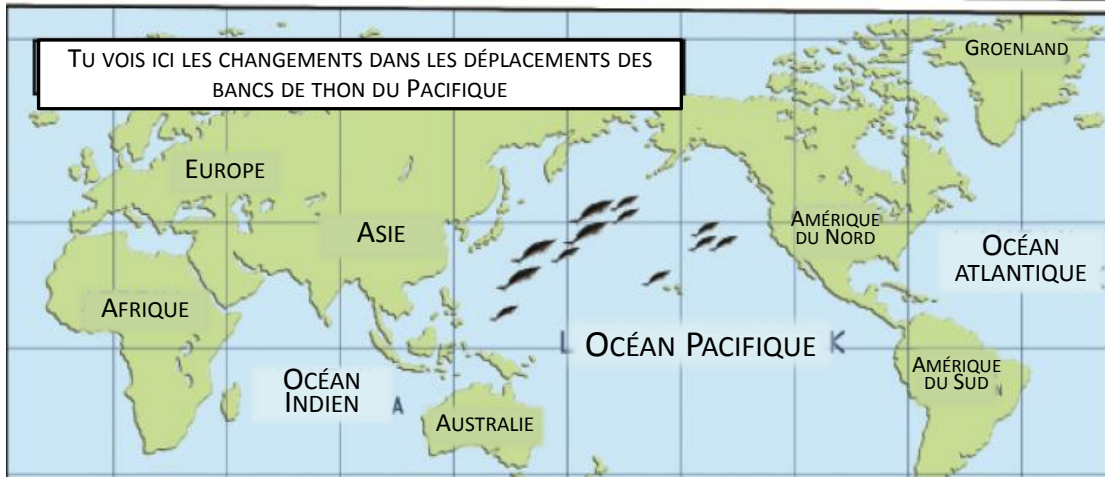 TU VOIS ICI LES CHANGEMENTS DANS LES DÉPLACEMENTS DES
BANCS DE THON DU PACIFIQUE
GROENLAND
EUROPE
ASIE
AMÉRIQUE
DU NORD
OCÉAN
ATLANTIQUE
AFRIQUE
L OCÉAN PACIFIQUE K
OCÉAN
INDIEN
A
AUSTRALIE
AMÉRIQUE
DU SUD
N